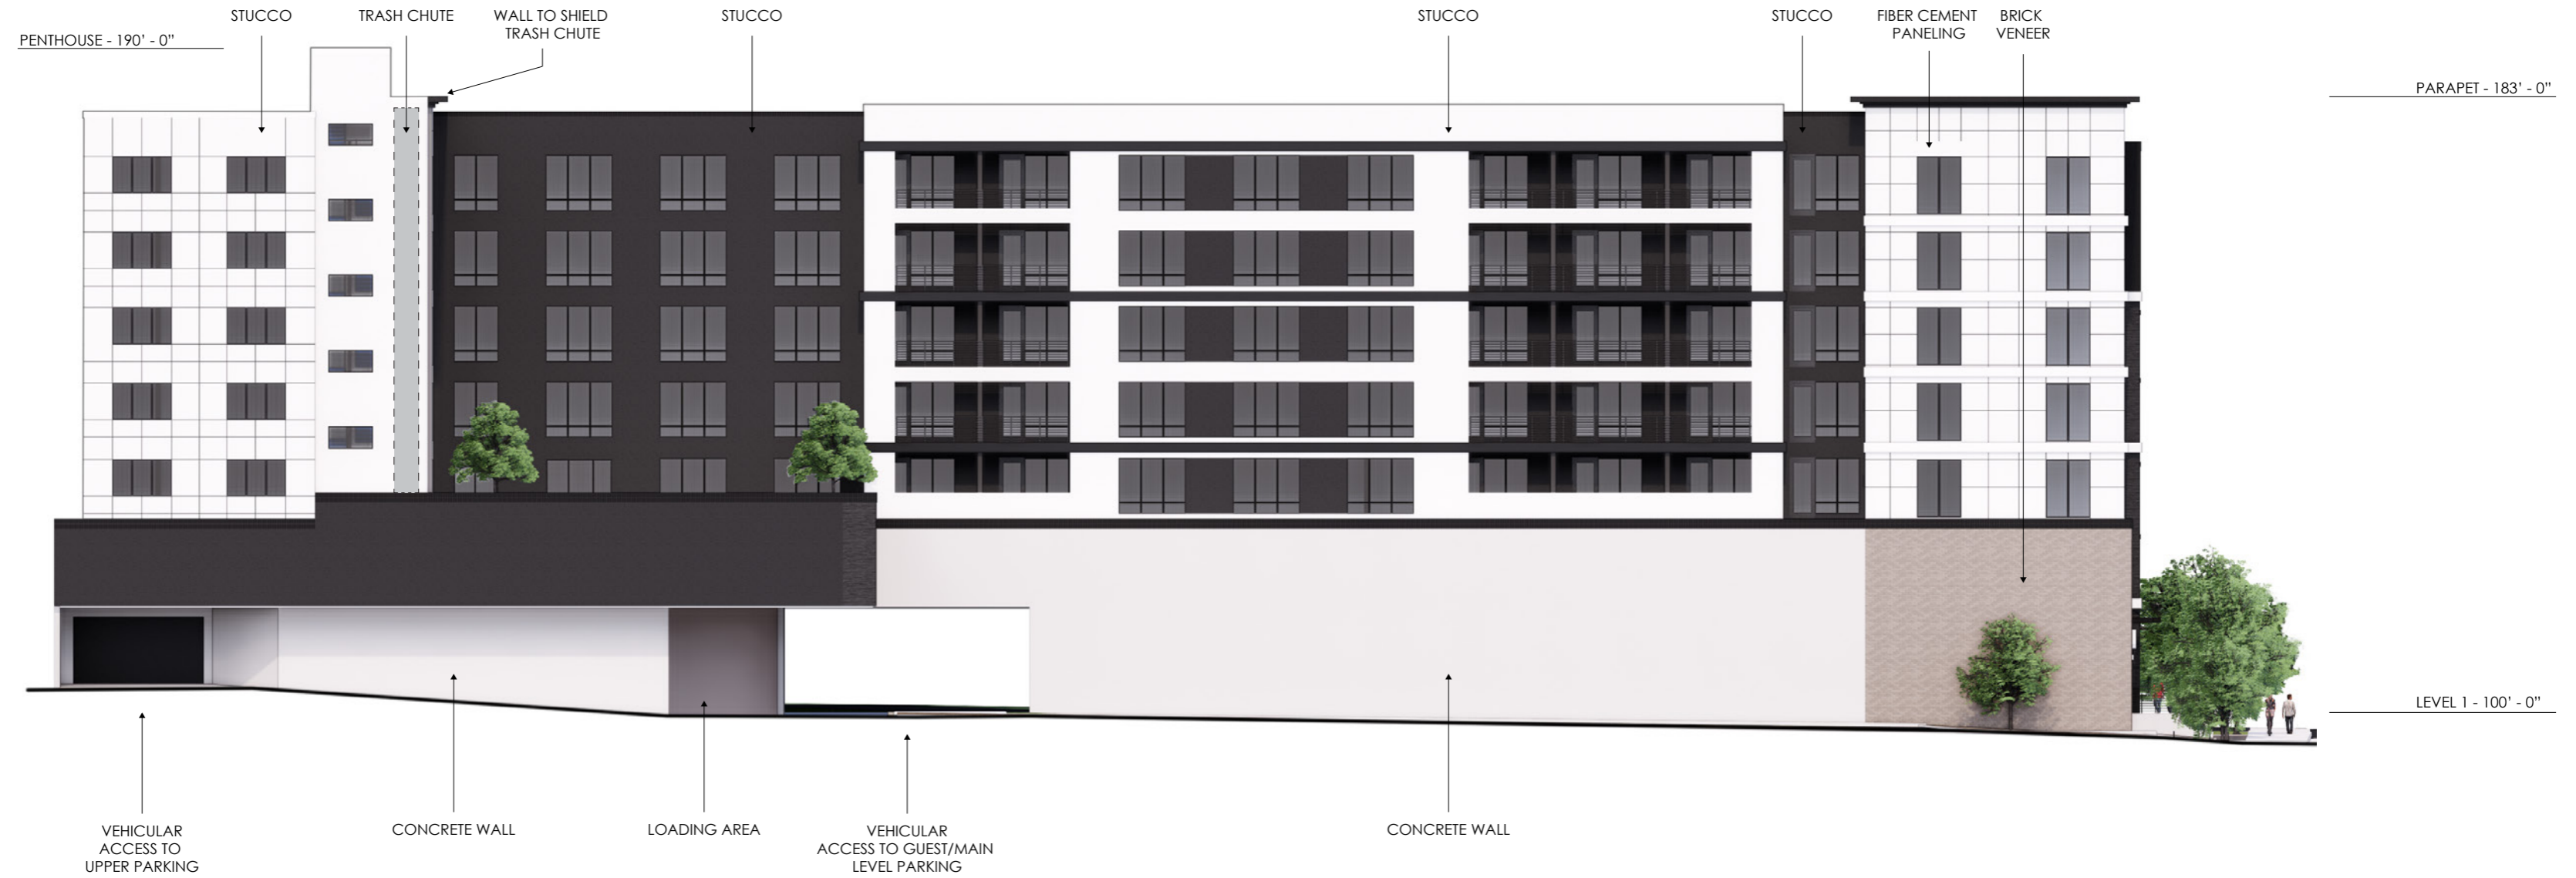 STUCCO
TRASH CHUTE
WALL TO SHIELD
TRASH CHUTE
STUCCO
STUCCO
STUCCO
FIBER CEMENT
PANELING
BRICK
VENEER
PENTHOUSE - 190' - 0"
PARAPET - 183' - 0"
LEVEL 1 - 100' - 0"
VEHICULAR
ACCESS TO
UPPER PARKING
CONCRETE WALL
LOADING AREA
VEHICULAR
ACCESS TO GUEST/MAIN
LEVEL PARKING
CONCRETE WALL